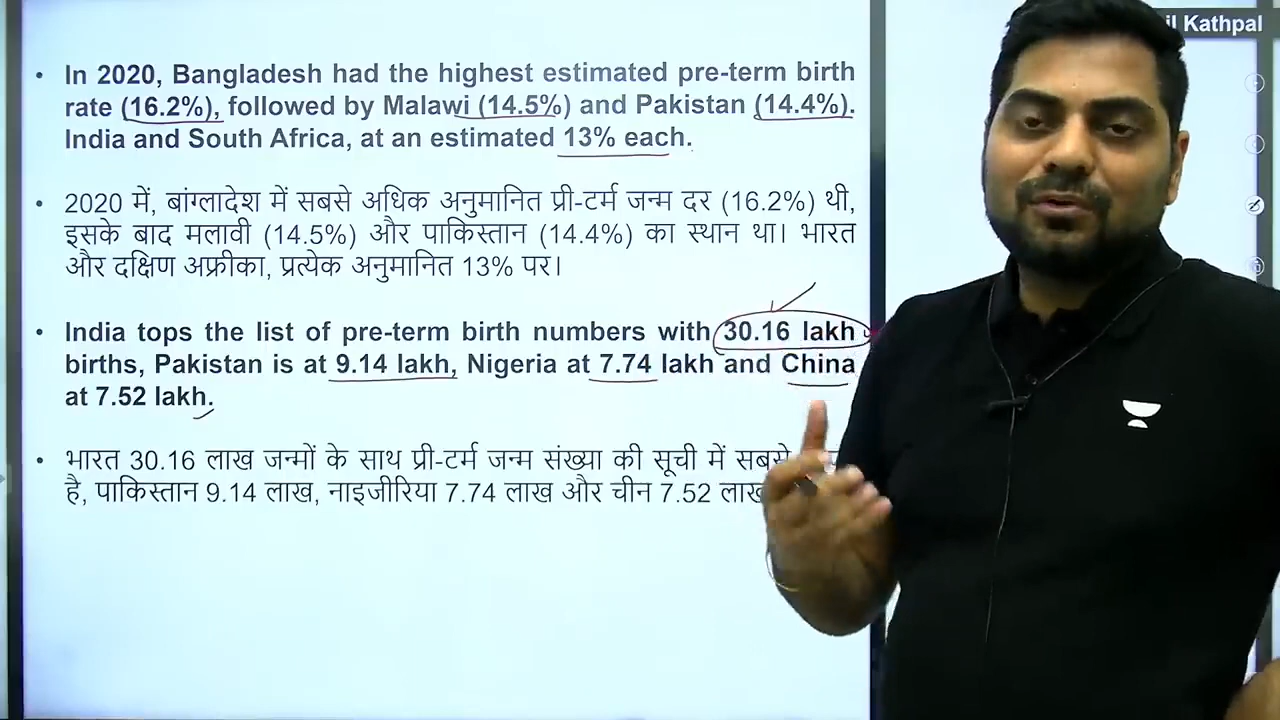 il Kathpal
• In 2020, Bangladesh had the highest estimated pre-term birth
rate (16.2%), followed by Malawi (14.5%) and Pakistan (14.4%).
India and South Africa, at an estimated 13% each.
• 2020 में, बांग्लादेश में सबसे अधिक अनुमानित प्री-टर्म जन्म दर (16.2%) थी,
इसके बाद मलावी (14.5%) और पाकिस्तान (14.4%) का स्थान था। भारत
और दक्षिण अफ्रीका, प्रत्येक अनुमानित 13% पर।
• India tops the list of pre-term birth numbers with 30.16 lakh
births, Pakistan is at 9.14 lakh, Nigeria at 7.74 lakh and China
at 7.52 lakh.
• भारत 30.16 लाख जन्मों के साथ प्री-टर्म जन्म संख्या की सूची में सबसे
है, पाकिस्तान 9.14 लाख, नाइजीरिया 7.74 लाख और चीन 7.52 लाख